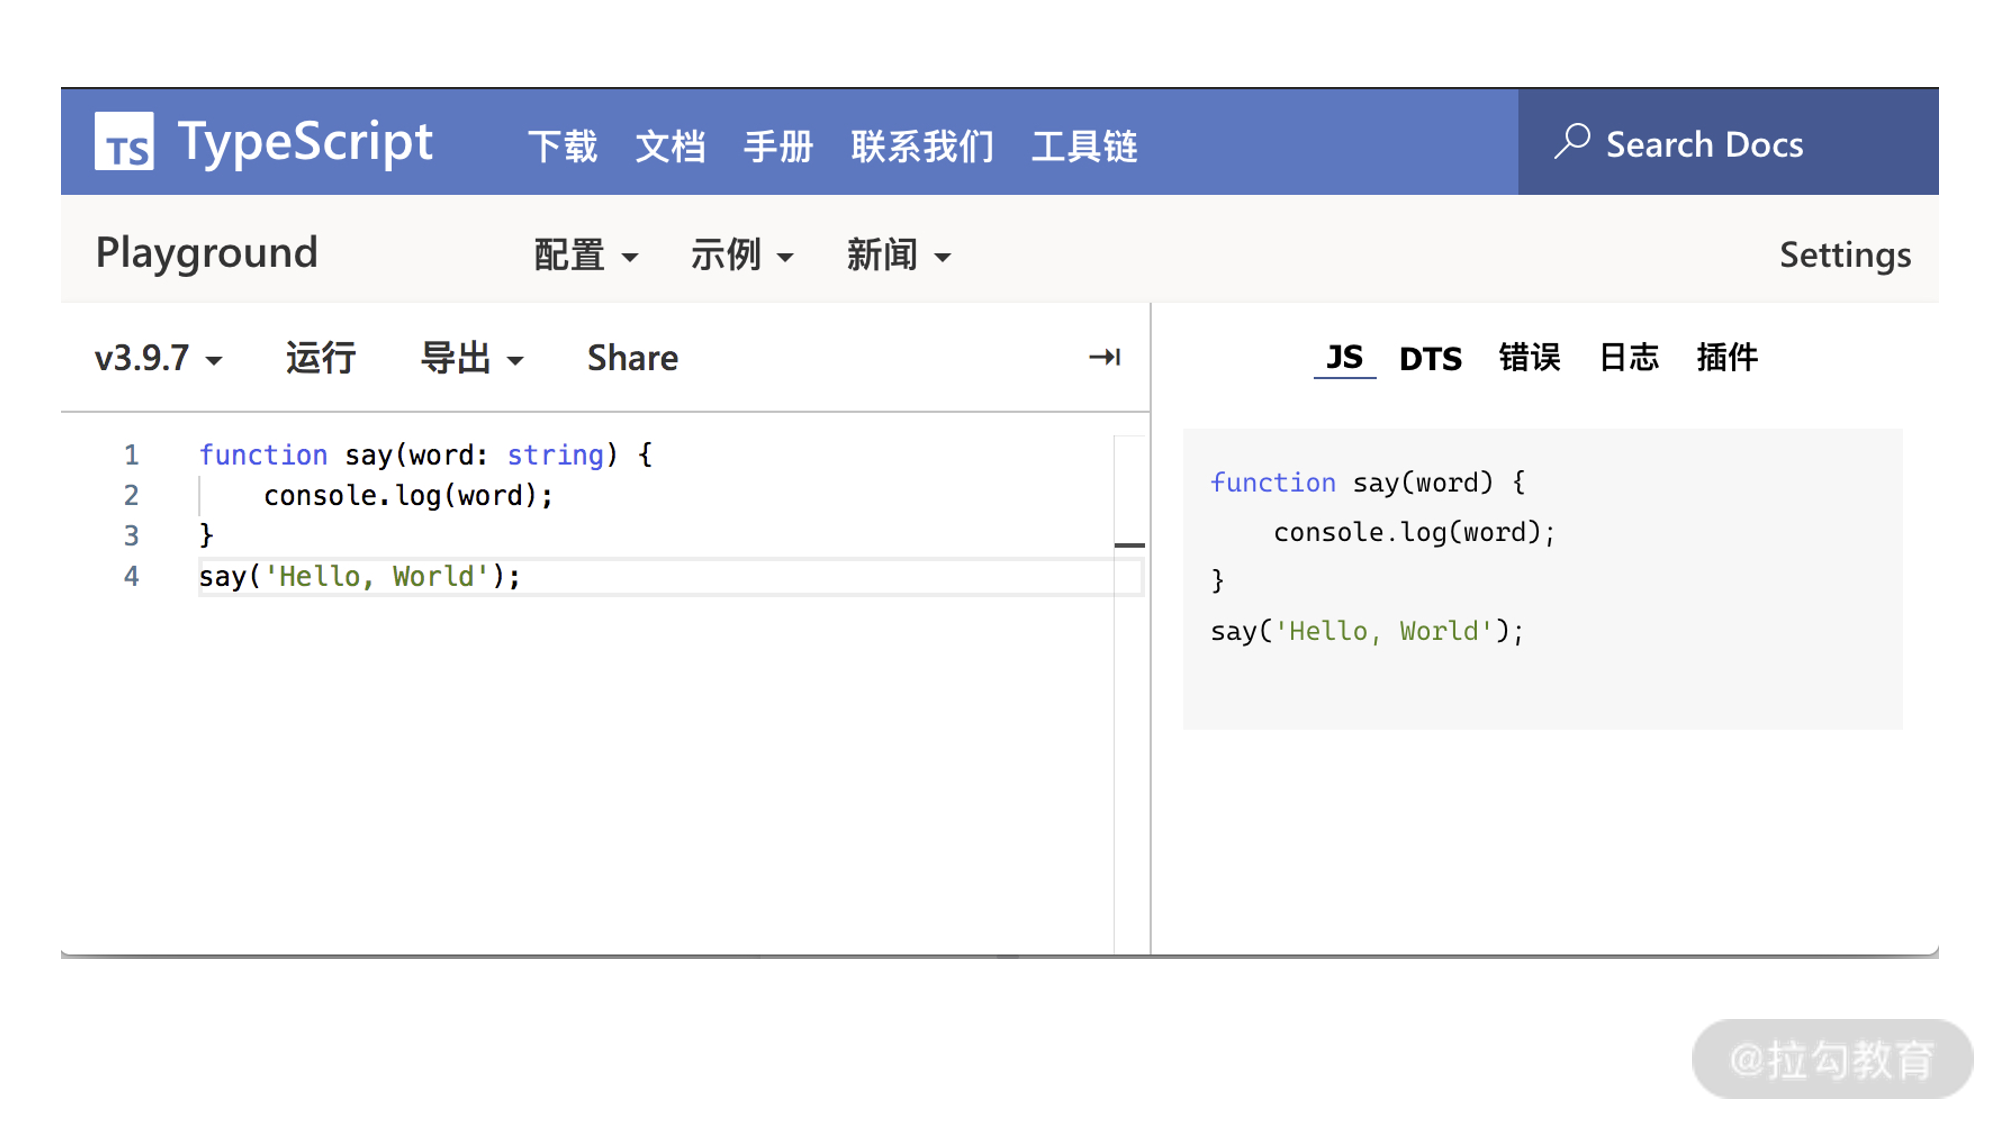 TS TypeScript 下载 文档 手册 联系我们 工具链 Search Docs
Playground 配置 示例 新闻 Settings
v3.9.7 运行 导出 Share
1 function say(word: string) {
2 console.log(word);
3 }
4 say('Hello, World');
JS DTS 错误 日志 插件
function say(word) {
console.log(word);
}
say('Hello, World');
@拉勾教育